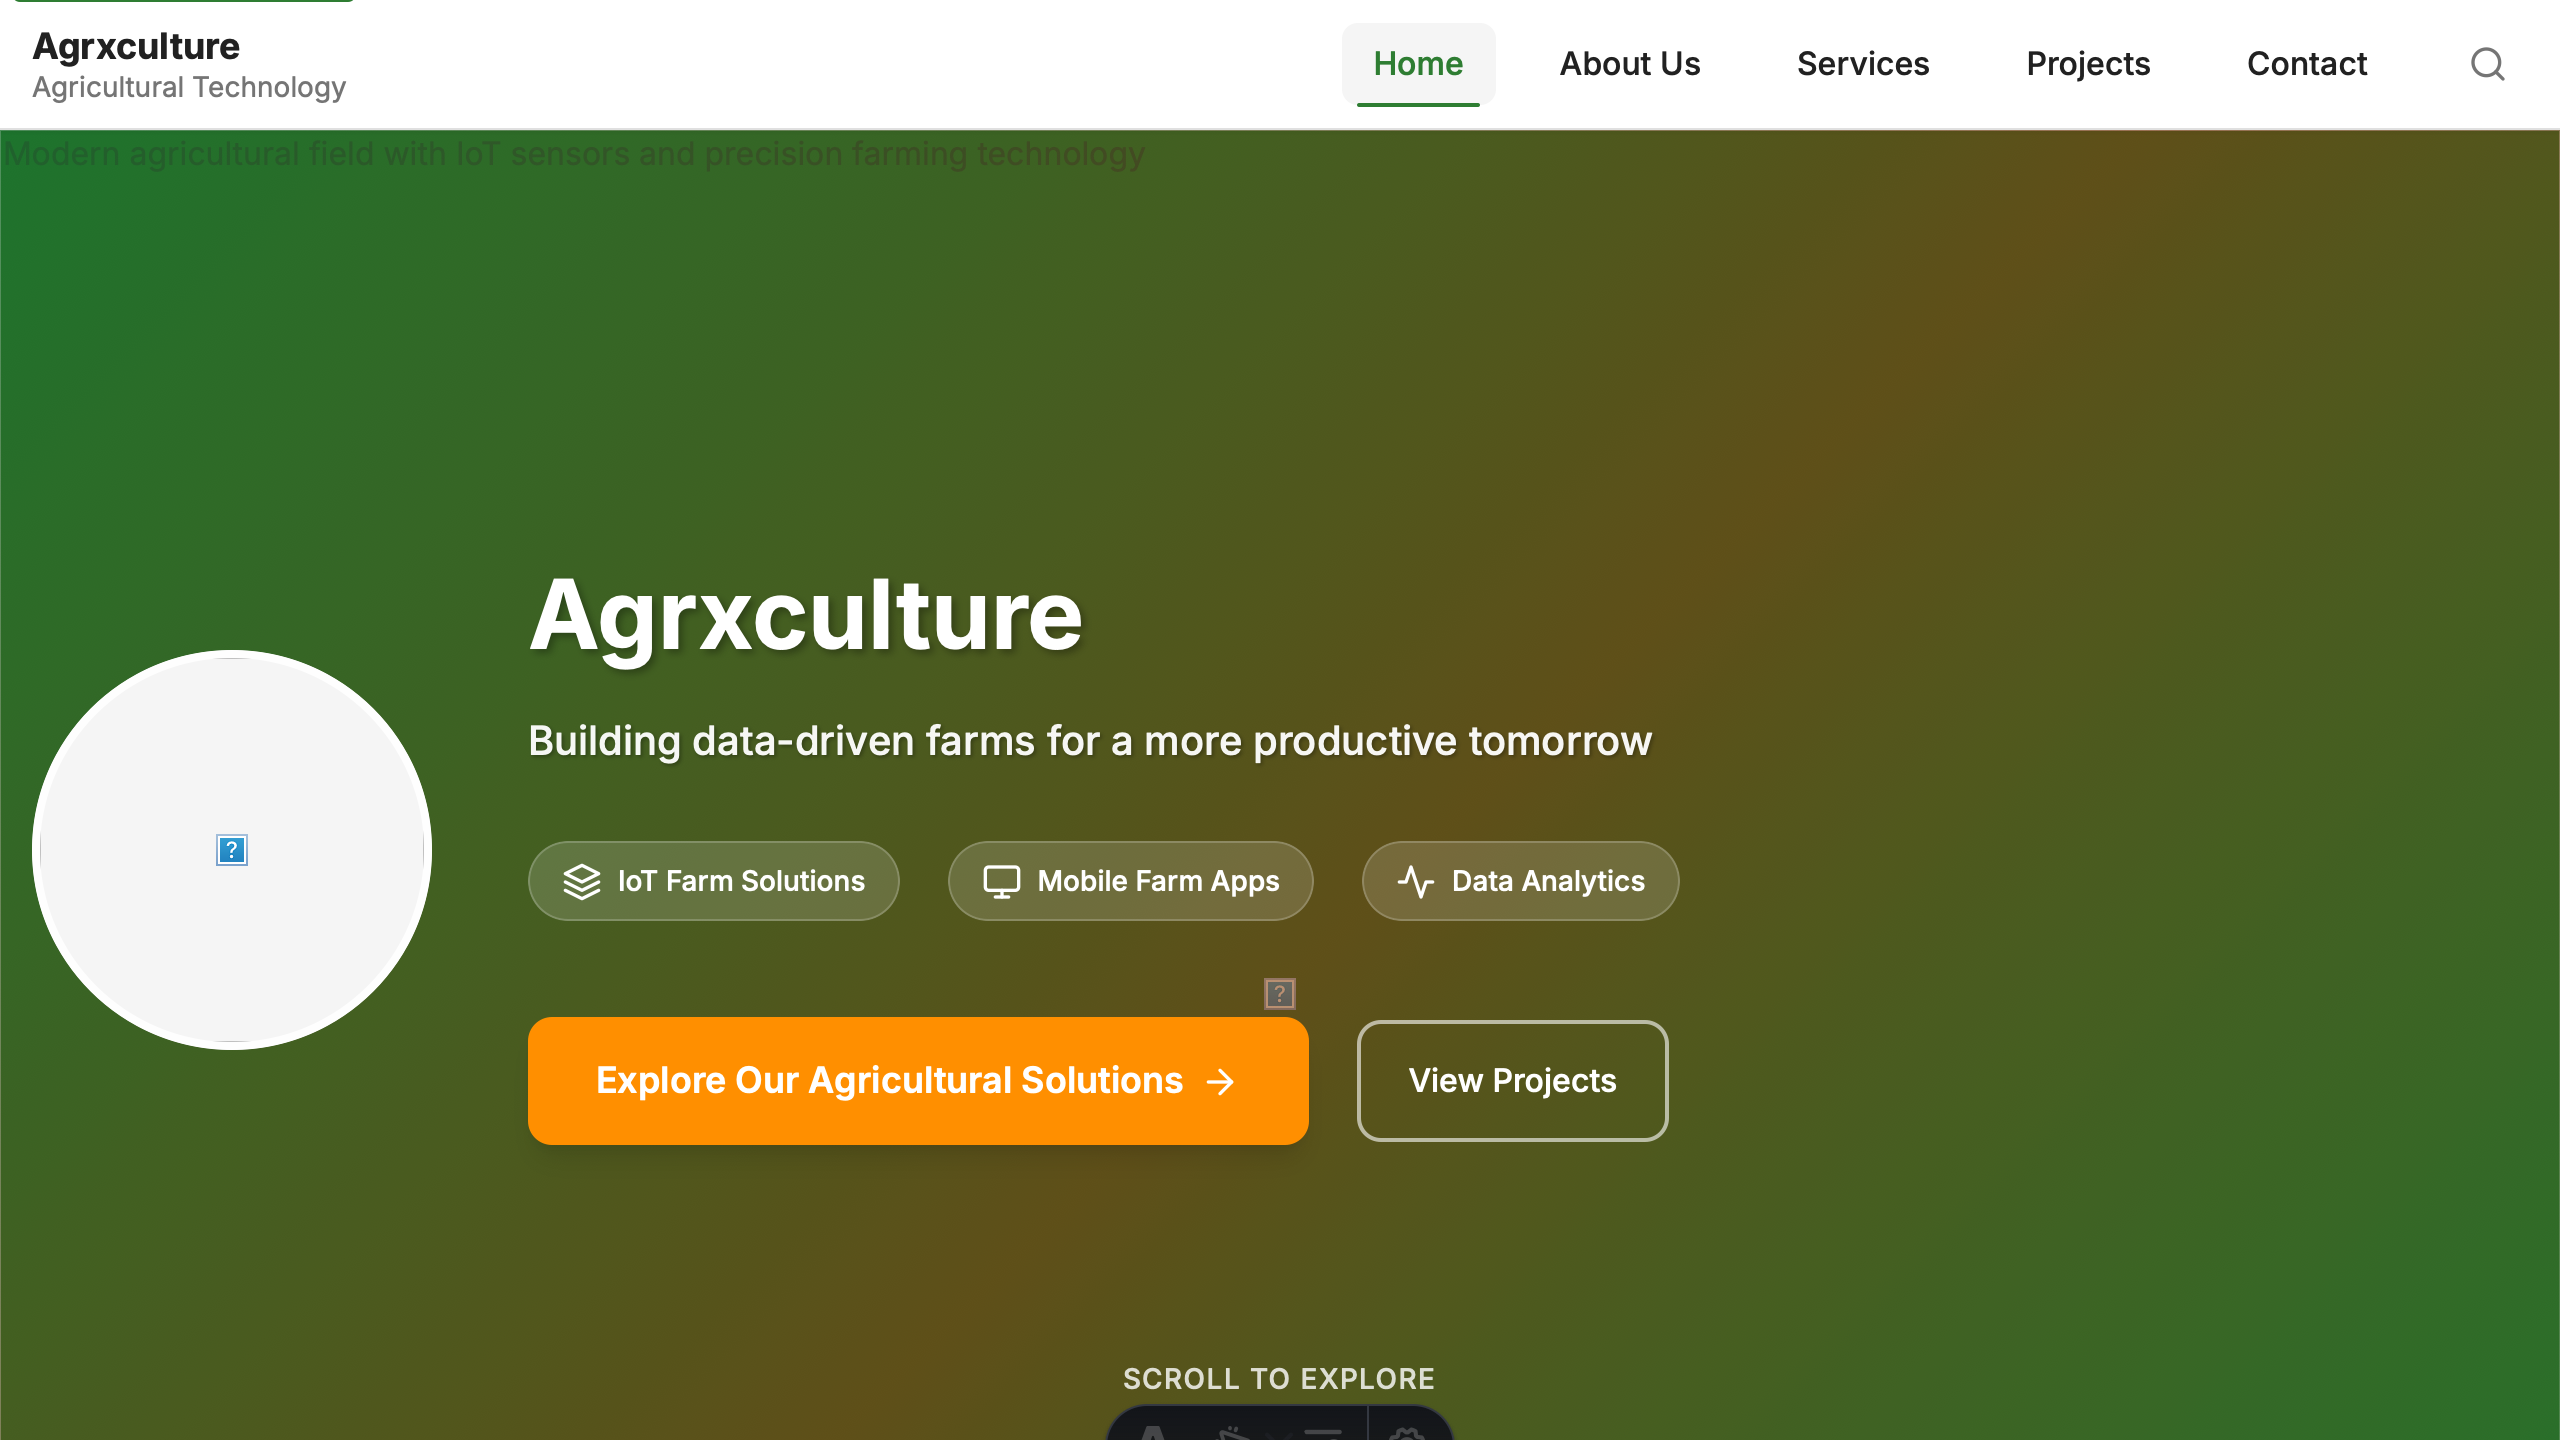 Agrxculture
Agricultural Technology
Home
About Us
Services
Projects
Contact
Modern agricultural field with IoT sensors and precision farming technology
Agrxculture
Building data-driven farms for a more productive tomorrow
IoT Farm Solutions
Mobile Farm Apps
Data Analytics
Explore Our Agricultural Solutions →
View Projects
SCROLL TO EXPLORE